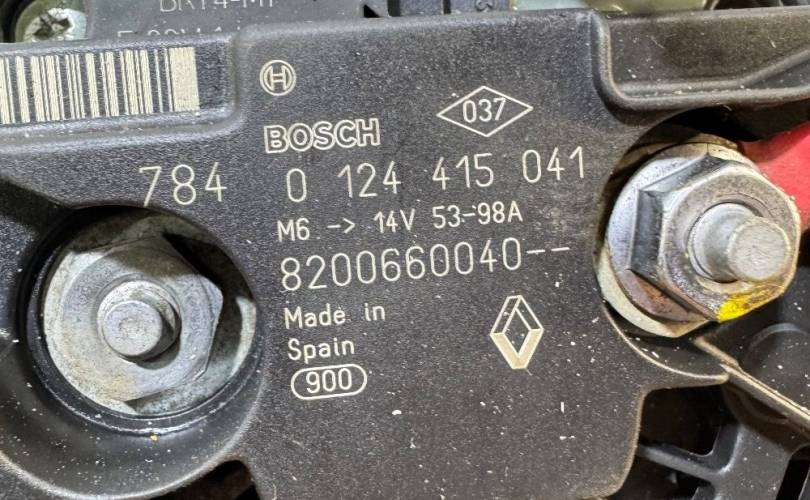 BOSCH
037
784 0 124 415 041
M6 -> 14V 53-98A
8200660040--
Made in
Spain
900